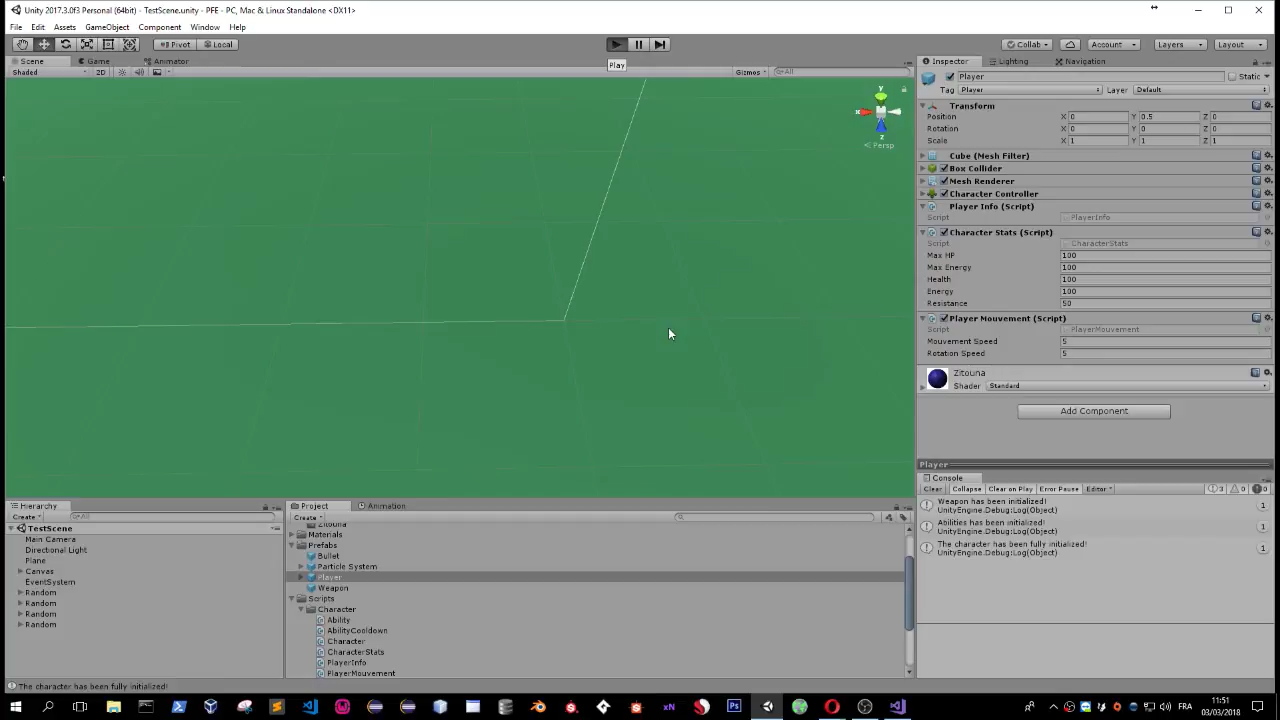 Unity 2017.3.0f3 Personal (64bit) - TestScene.unity - PFE - PC, Mac & Linux Standalone <DX11>
File Edit Assets GameObject Component Window Help
Pivot Local Collab Account Layers Layout
Scene Game Animator
Play
Shaded 2D Gizmos All
y
x
z
Persp
Inspector Lighting Navigation
Player Static
Tag Player Layer Default
Transform
Position X 0 Y 0.5 Z 0
Rotation X 0 Y 0 Z 0
Scale X 1 Y 1 Z 1
Cube (Mesh Filter)
Box Collider
Mesh Renderer
Character Controller
Player Info (Script)
Script PlayerInfo
Character Stats (Script)
Script CharacterStats
Max HP 100
Max Energy 100
Health 100
Energy 100
Resistance 50
Player Mouvement (Script)
Script PlayerMouvement
Mouvement Speed 5
Rotation Speed 5
Zitouna
Shader Standard
Add Component
Player
Console
Clear Collapse Clear on Play Error Pause Editor 3 0 0
Weapon has been initialized!
UnityEngine.Debug:Log(Object)
1
Abilities has been initialized!
UnityEngine.Debug:Log(Object)
1
The character has been fully initialized!
UnityEngine.Debug:Log(Object)
1
Hierarchy
Create All
TestScene
Main Camera
Directional Light
Plane
Canvas
EventSystem
Random
Random
Random
Random
Project Animation
Create
Zitouna
Materials
Prefabs
Bullet
Particle System
Player
Weapon
Scripts
Character
Ability
AbilityCooldown
Character
CharacterStats
PlayerInfo
PlayerMouvement
The character has been fully initialized!
xN Ps FRA
11:51
03/03/2018